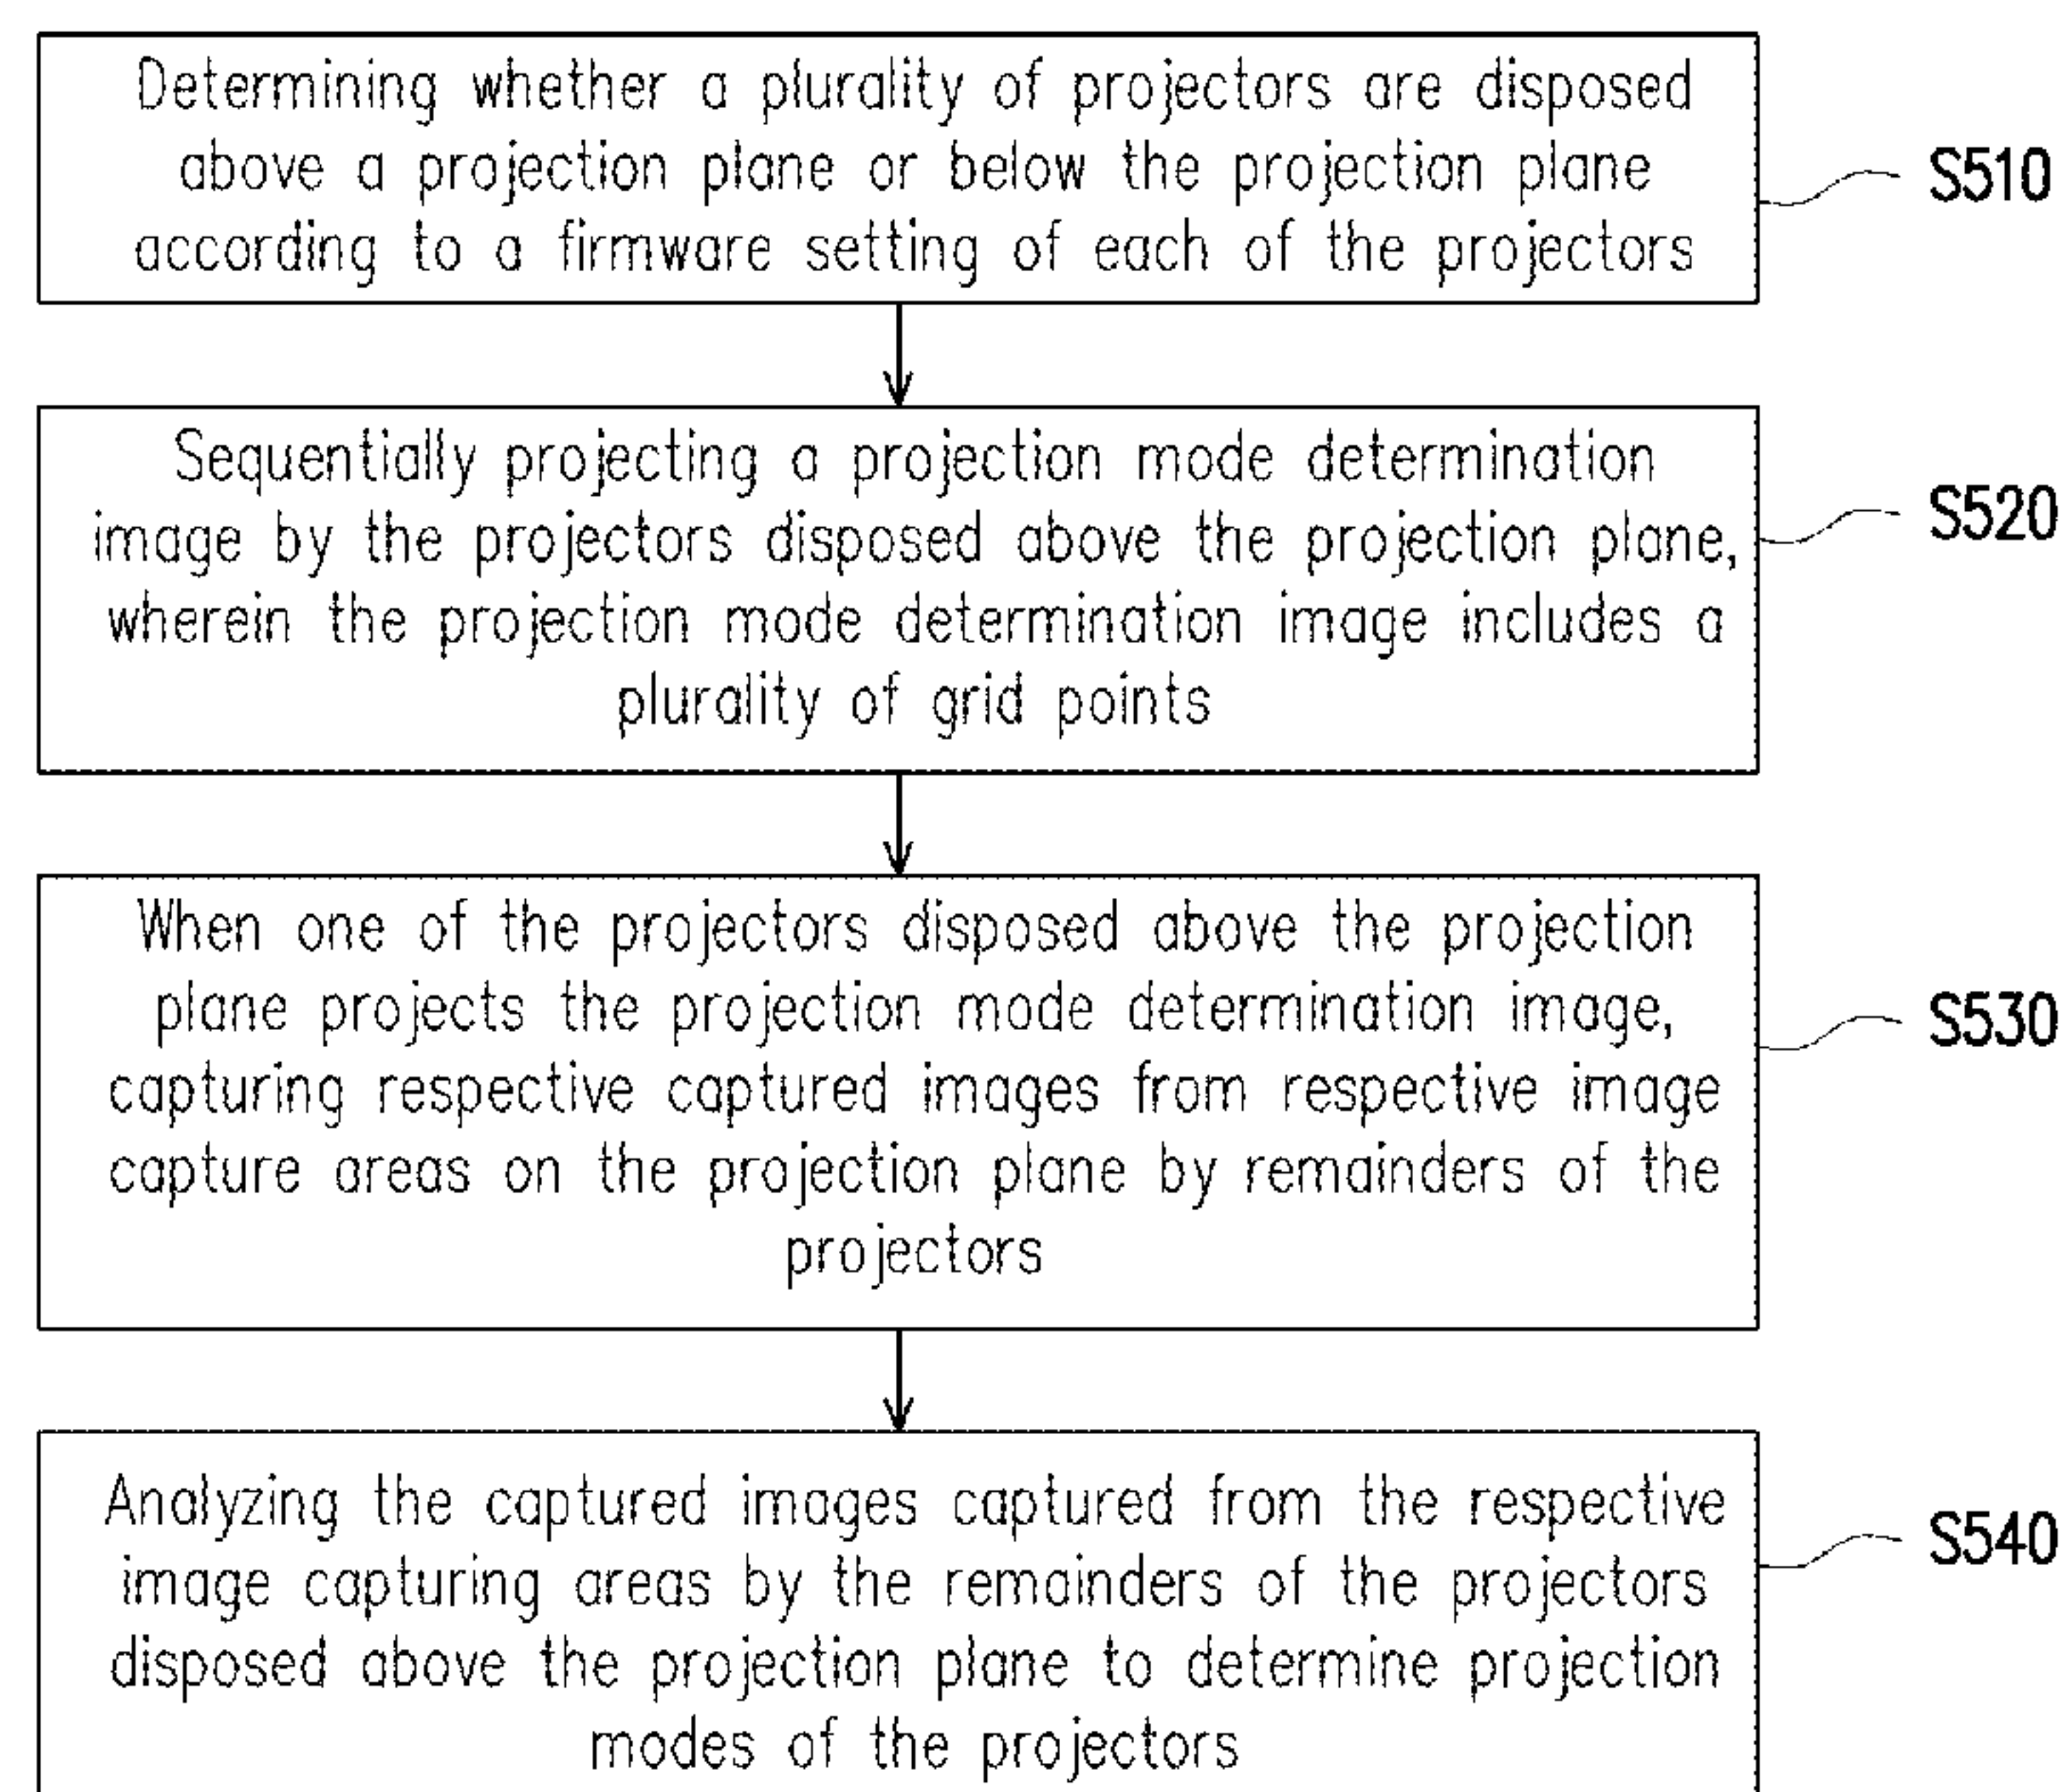 Determining whether a plurality of projectors are disposed
above a projection plane or below the projection plane
according to a firmware setting of each of the projectors
S510
Sequentially projecting a projection mode determination
image by the projectors disposed above the projection plane,
wherein the projection mode determination image includes a
plurality of grid points
S520
When one of the projectors disposed above the projection
plane projects the projection mode determination image,
capturing respective captured images from respective image
capture areas on the projection plane by remainders of the
projectors
S530
Analyzing the captured images captured from the respective
image capturing areas by the remainders of the projectors
disposed above the projection plane to determine projection
modes of the projectors
S540